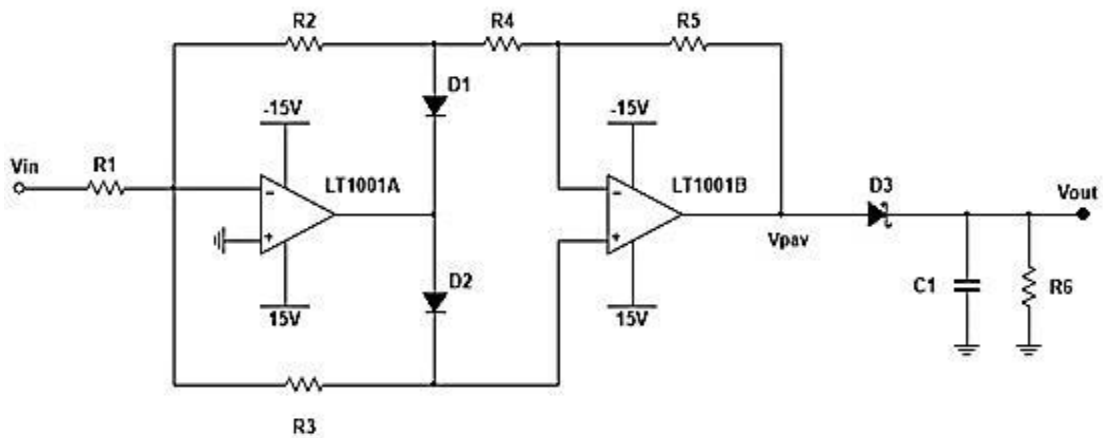 R2
R4
R5
D1
-15V
-15V
Vin
R1
LT1001A
LT1001B
D3
Vout
-
+
-
+
Vpav
D2
C1
R6
15V
15V
R3